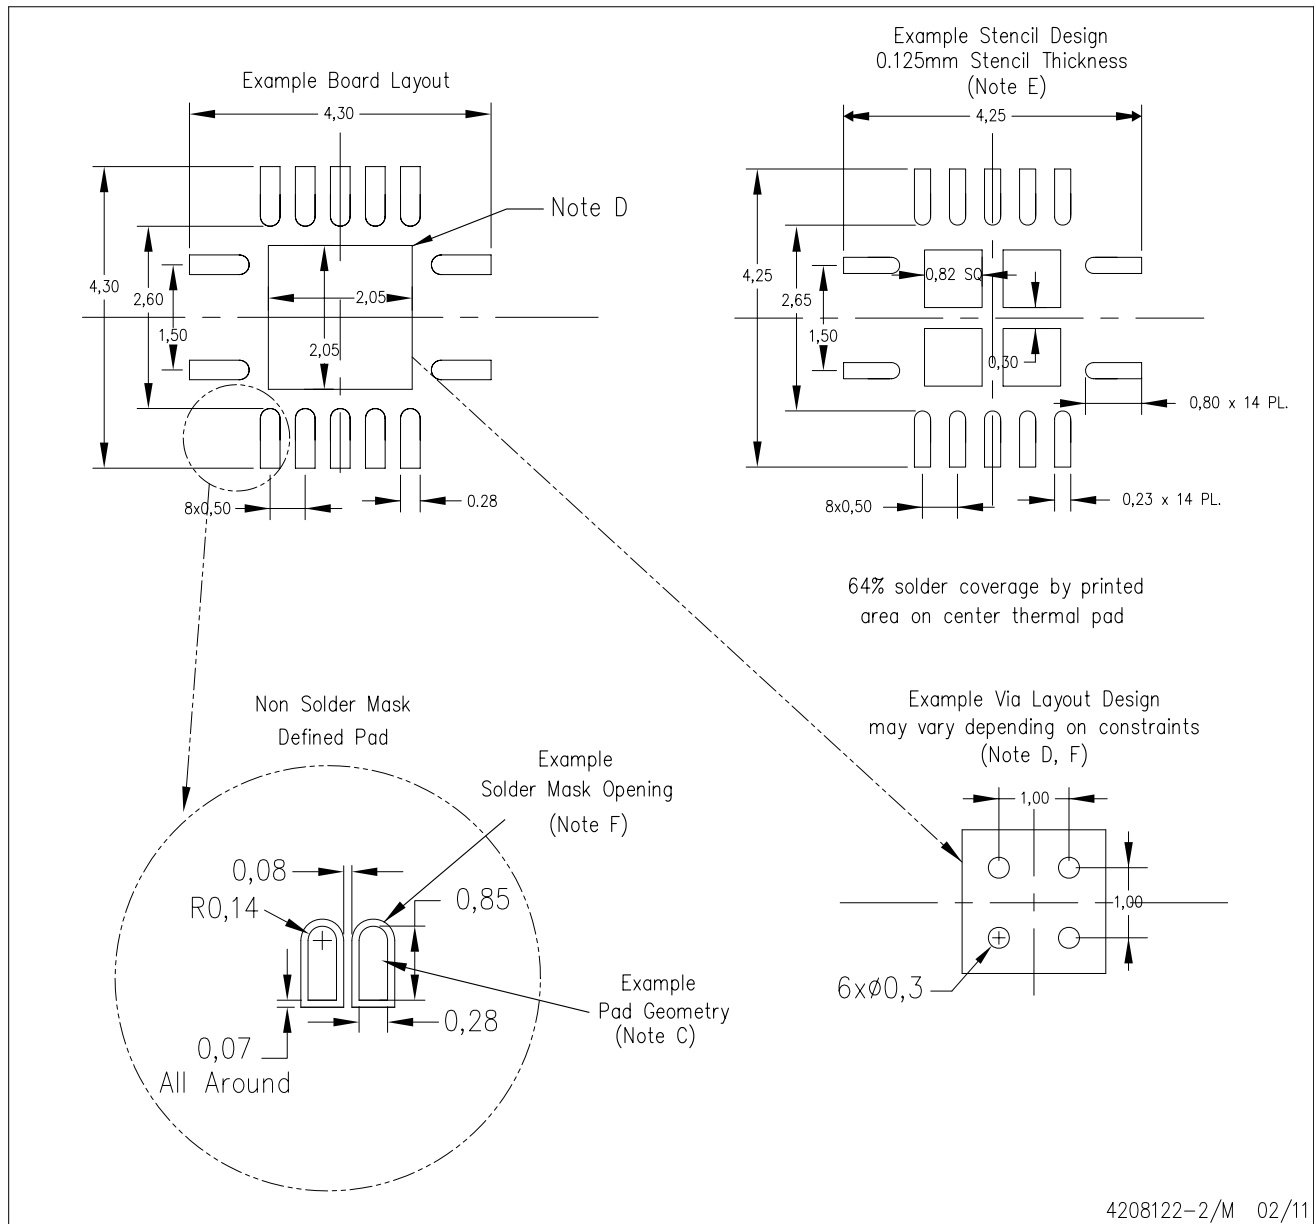 Example Board Layout
4,30
Note D
4,30
2,60
1,50
2,05
2,05
8x0,50
0.28
Example Stencil Design
0.125mm Stencil Thickness
(Note E)
4,25
4,25
2,65
1,50
0,82 SQ
0,30
0,80 x 14 PL.
8x0,50
0,23 x 14 PL.
64% solder coverage by printed
area on center thermal pad
Non Solder Mask
Defined Pad
Example
Solder Mask Opening
(Note F)
0,08
R0,14
0,85
0,28
0,07
All Around
Example
Pad Geometry
(Note C)
Example Via Layout Design
may vary depending on constraints
(Note D, F)
1,00
1,00
6xø0,3
4208122-2/M 02/11